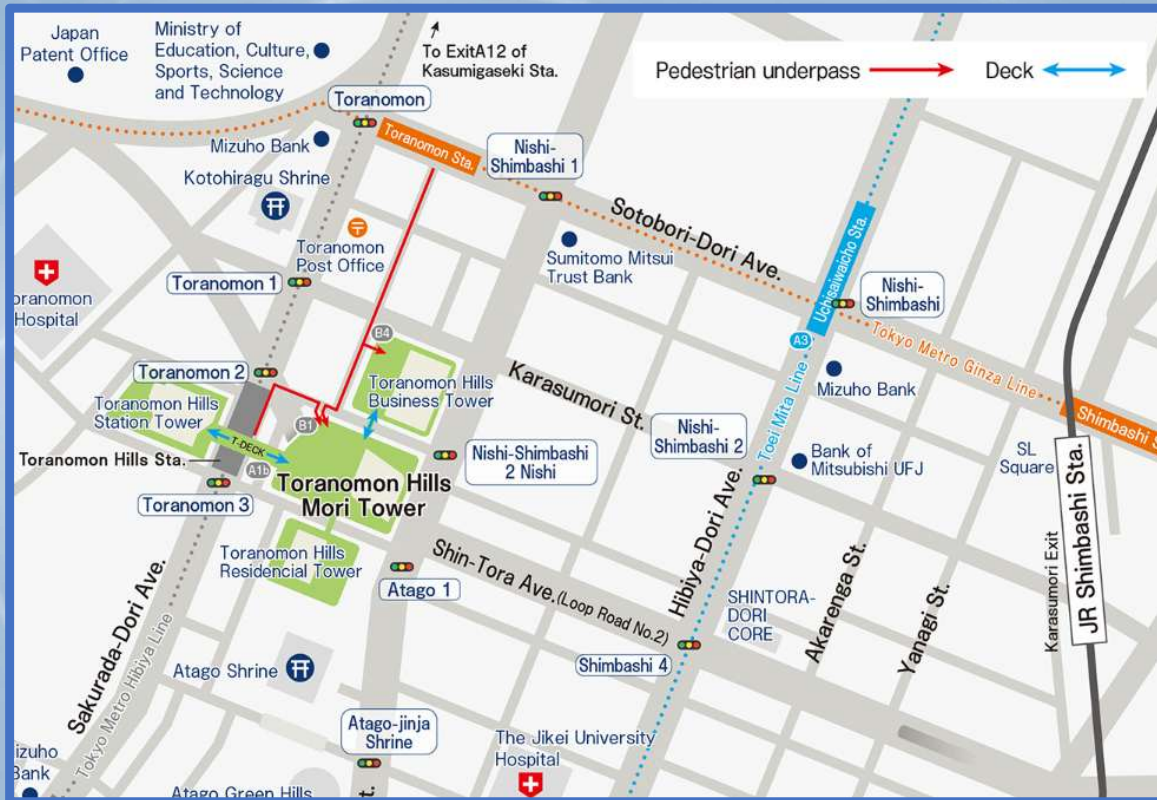 Japan
Patent Office
Ministry of
Education, Culture,
Sports, Science
and Technology
To ExitA12 of
Kasumigaseki Sta.
Pedestrian underpass
Deck
Toranomon
Mizuho Bank
Toranomon Sta.
Nishi-
Shimbashi 1
Kotohiragu Shrine
Sotobori-Dori Ave.
Uchisaiwaicho Sta.
Toranomon
Post Office
Sumitomo Mitsui
Trust Bank
Toranomon 1
Nishi-
Shimbashi
oranomon
Hospital
B4
A3
Tokyo Metro Ginza Line
Toranomon 2
Karasumori St.
Mizuho Bank
Toranomon Hills
Business Tower
Toranomon Hills
Station Tower
Toei Mita Line
Shimbashi S
B1
Nishi-
Shimbashi 2
T-DECK
Toranomon Hills Sta.
A1b
Nishi-Shimbashi
2 Nishi
Bank of
Mitsubishi UFJ
SL
Square
Toranomon Hills
Mori Tower
Toranomon 3
JR Shimbashi Sta.
Hibiya-Dori Ave.
Toranomon Hills
Residencial Tower
Shin-Tora Ave.(Loop Road No.2)
Atago 1
Karasumori Exit
SHINTORA-
DORI
CORE
Akarenga St.
Yanagi St.
Sakurada-Dori Ave.
Tokyo Metro Hibiya Line
Atago Shrine
Shimbashi 4
Atago-jinja
Shrine
The Jikei University
Hospital
izuho
Bank
Atago Green Hills
t.